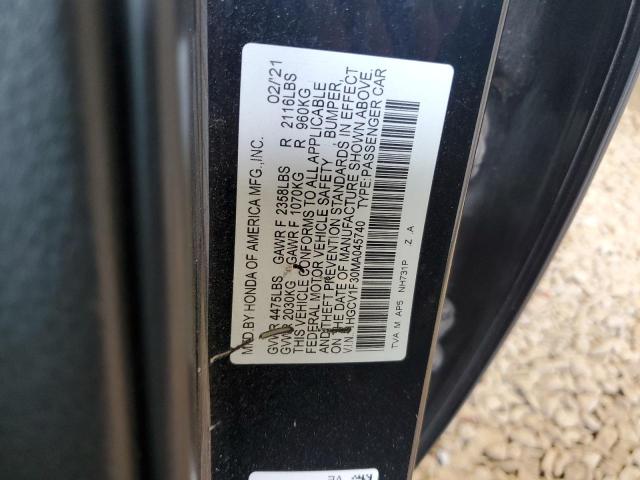 MFD.BY HONDA OF AMERICA MFG.,INC. 02/'21
GVWR 4475LBS GAWR F 2358LBS R 2116LBS
GVWR 2030KG GAWR F 1070KG R 960KG
THIS VEHICLE CONFORMS TO ALL APPLICABLE
FEDERAL MOTOR VEHICLE SAFETY BUMPER,
AND THEFT PREVENTION STANDARDS IN EFFECT
ON THE DATE OF MANUFACTURE SHOWN ABOVE.
V.I.N. 1HGCV1F30MA045740 TYPE:PASSENGER CAR
TVA M AP5 NH731P Z A